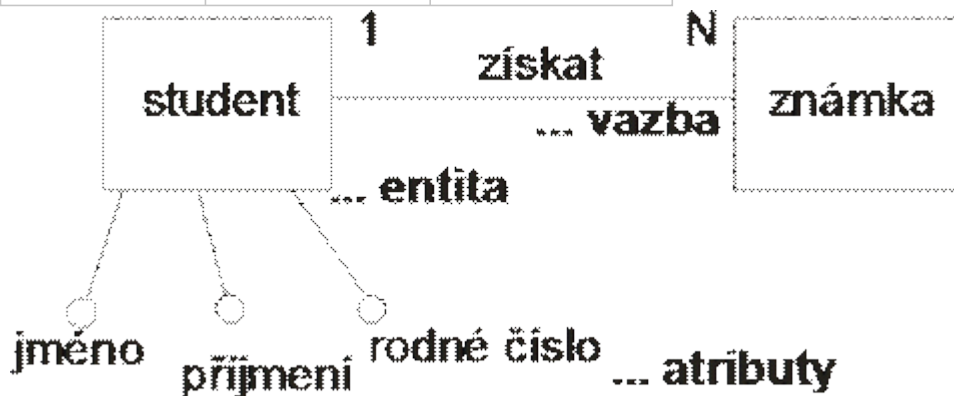 1
N
získat
student
známka
... vazba
... entita
jméno
příjmení
rodné číslo
... atributy